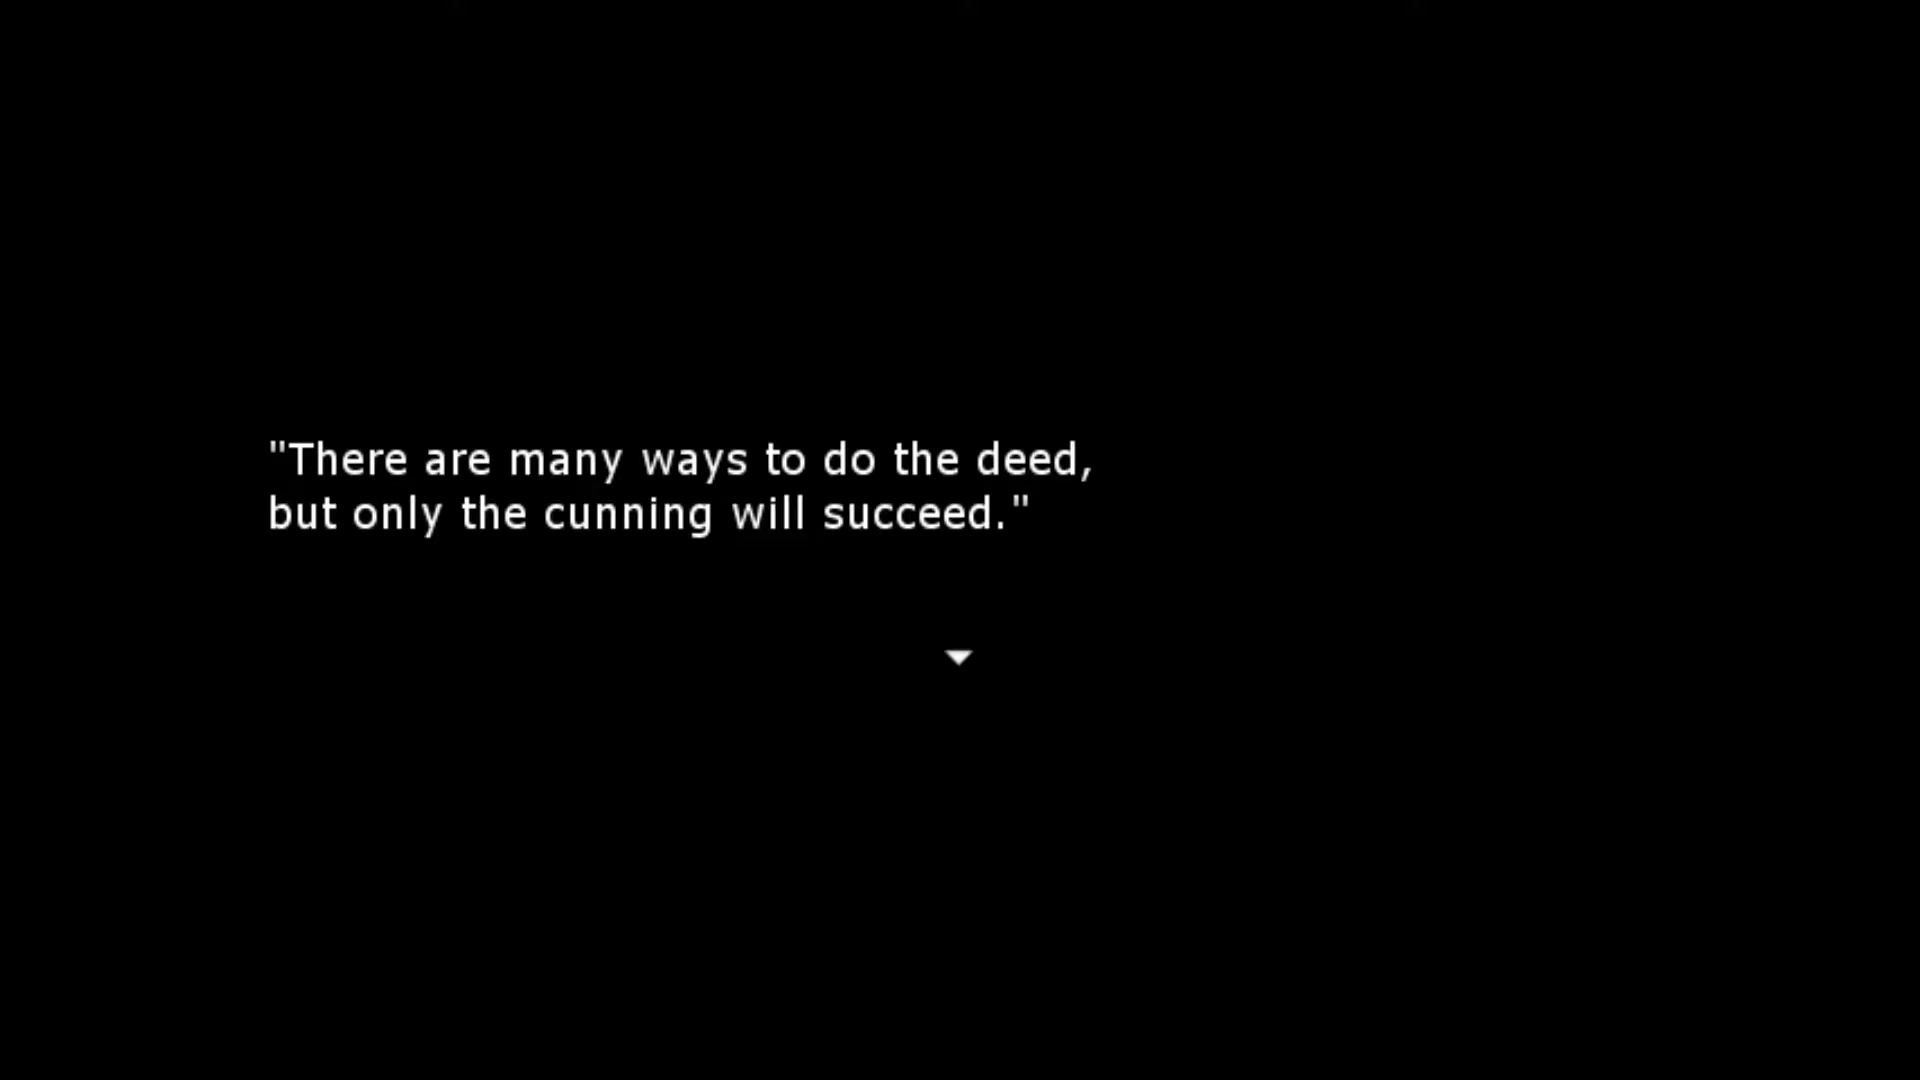 "There are many ways to do the deed,
but only the cunning will succeed."